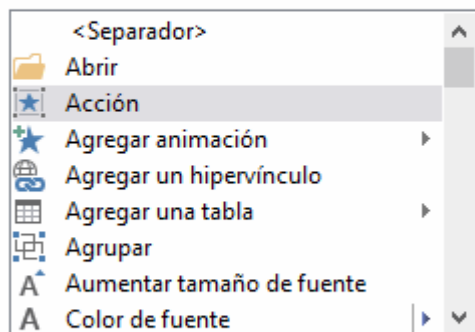 <Separador>
Abrir
Acción
Agregar animación
Agregar un hipervínculo
Agregar una tabla
Agrupar
Aumentar tamaño de fuente
Color de fuente